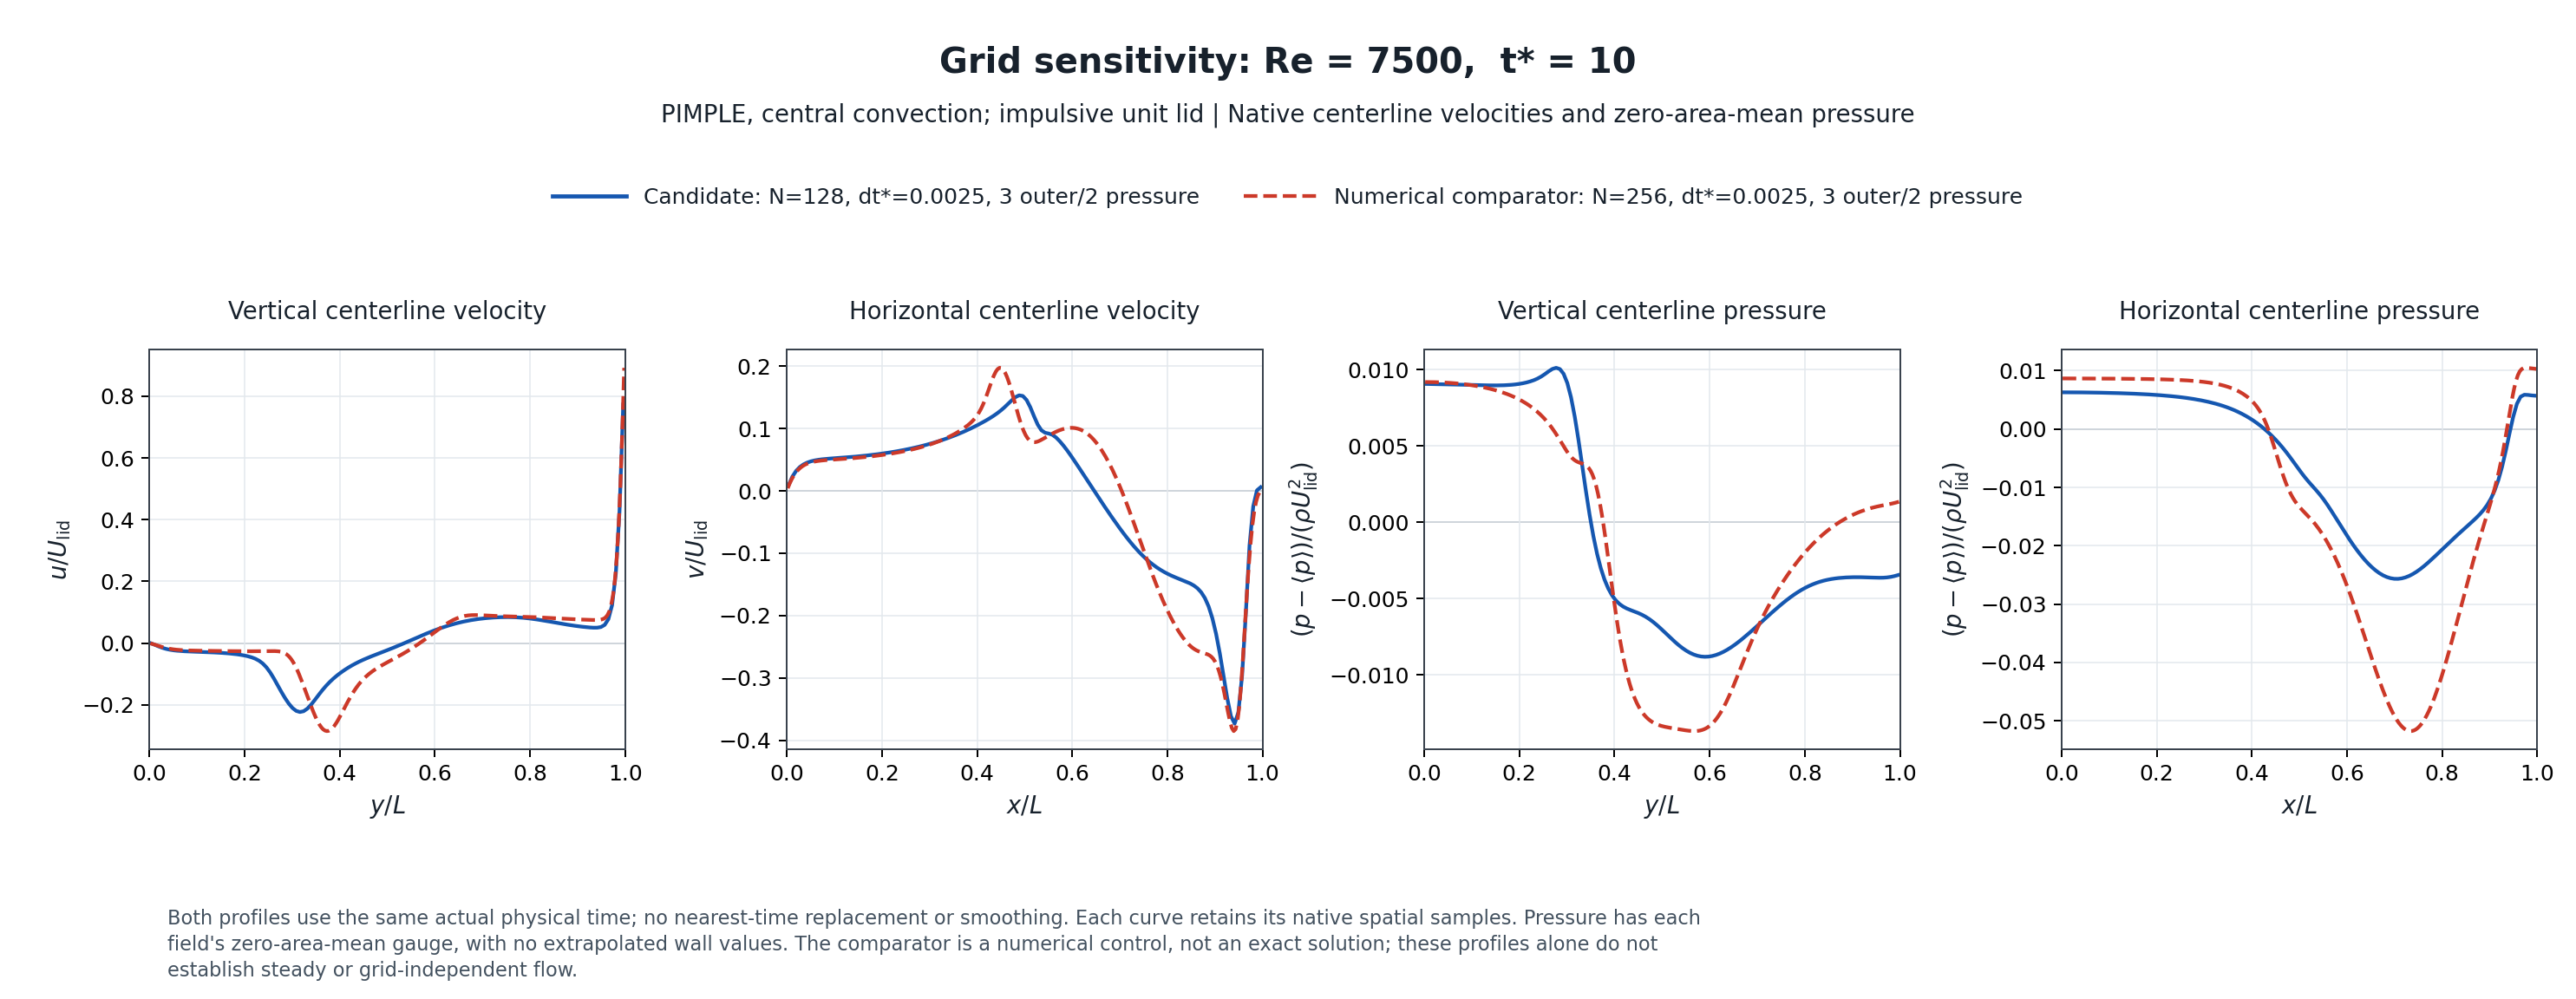 Grid sensitivity: Re = 7500, t* = 10
PIMPLE, central convection; impulsive unit lid | Native centerline velocities and zero-area-mean pressure
Candidate: N=128, dt*=0.0025, 3 outer/2 pressure
Numerical comparator: N=256, dt*=0.0025, 3 outer/2 pressure
Vertical centerline velocity
u/U_lid
0.8
0.6
0.4
0.2
0.0
−0.2
0.0 0.2 0.4 0.6 0.8 1.0
y/L
Horizontal centerline velocity
v/U_lid
0.2
0.1
0.0
−0.1
−0.2
−0.3
−0.4
0.0 0.2 0.4 0.6 0.8 1.0
x/L
Vertical centerline pressure
(p − ⟨p⟩)/(ρU²_lid)
0.010
0.005
0.000
−0.005
−0.010
0.0 0.2 0.4 0.6 0.8 1.0
y/L
Horizontal centerline pressure
(p − ⟨p⟩)/(ρU²_lid)
0.01
0.00
−0.01
−0.02
−0.03
−0.04
−0.05
0.0 0.2 0.4 0.6 0.8 1.0
x/L
Both profiles use the same actual physical time; no nearest-time replacement or smoothing. Each curve retains its native spatial samples. Pressure has each
field's zero-area-mean gauge, with no extrapolated wall values. The comparator is a numerical control, not an exact solution; these profiles alone do not
establish steady or grid-independent flow.